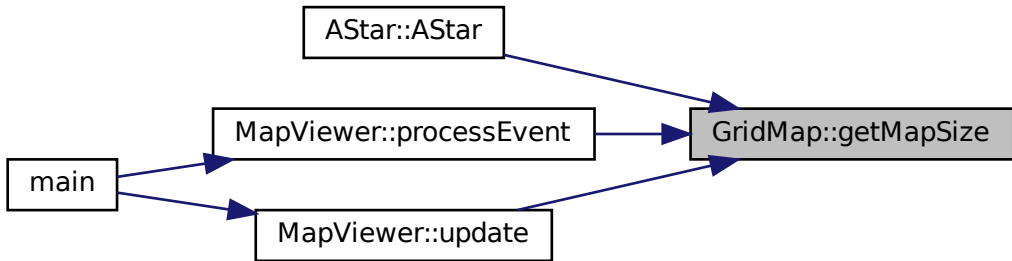 AStar::AStar
MapViewer::processEvent
GridMap::getMapSize
main
MapViewer::update